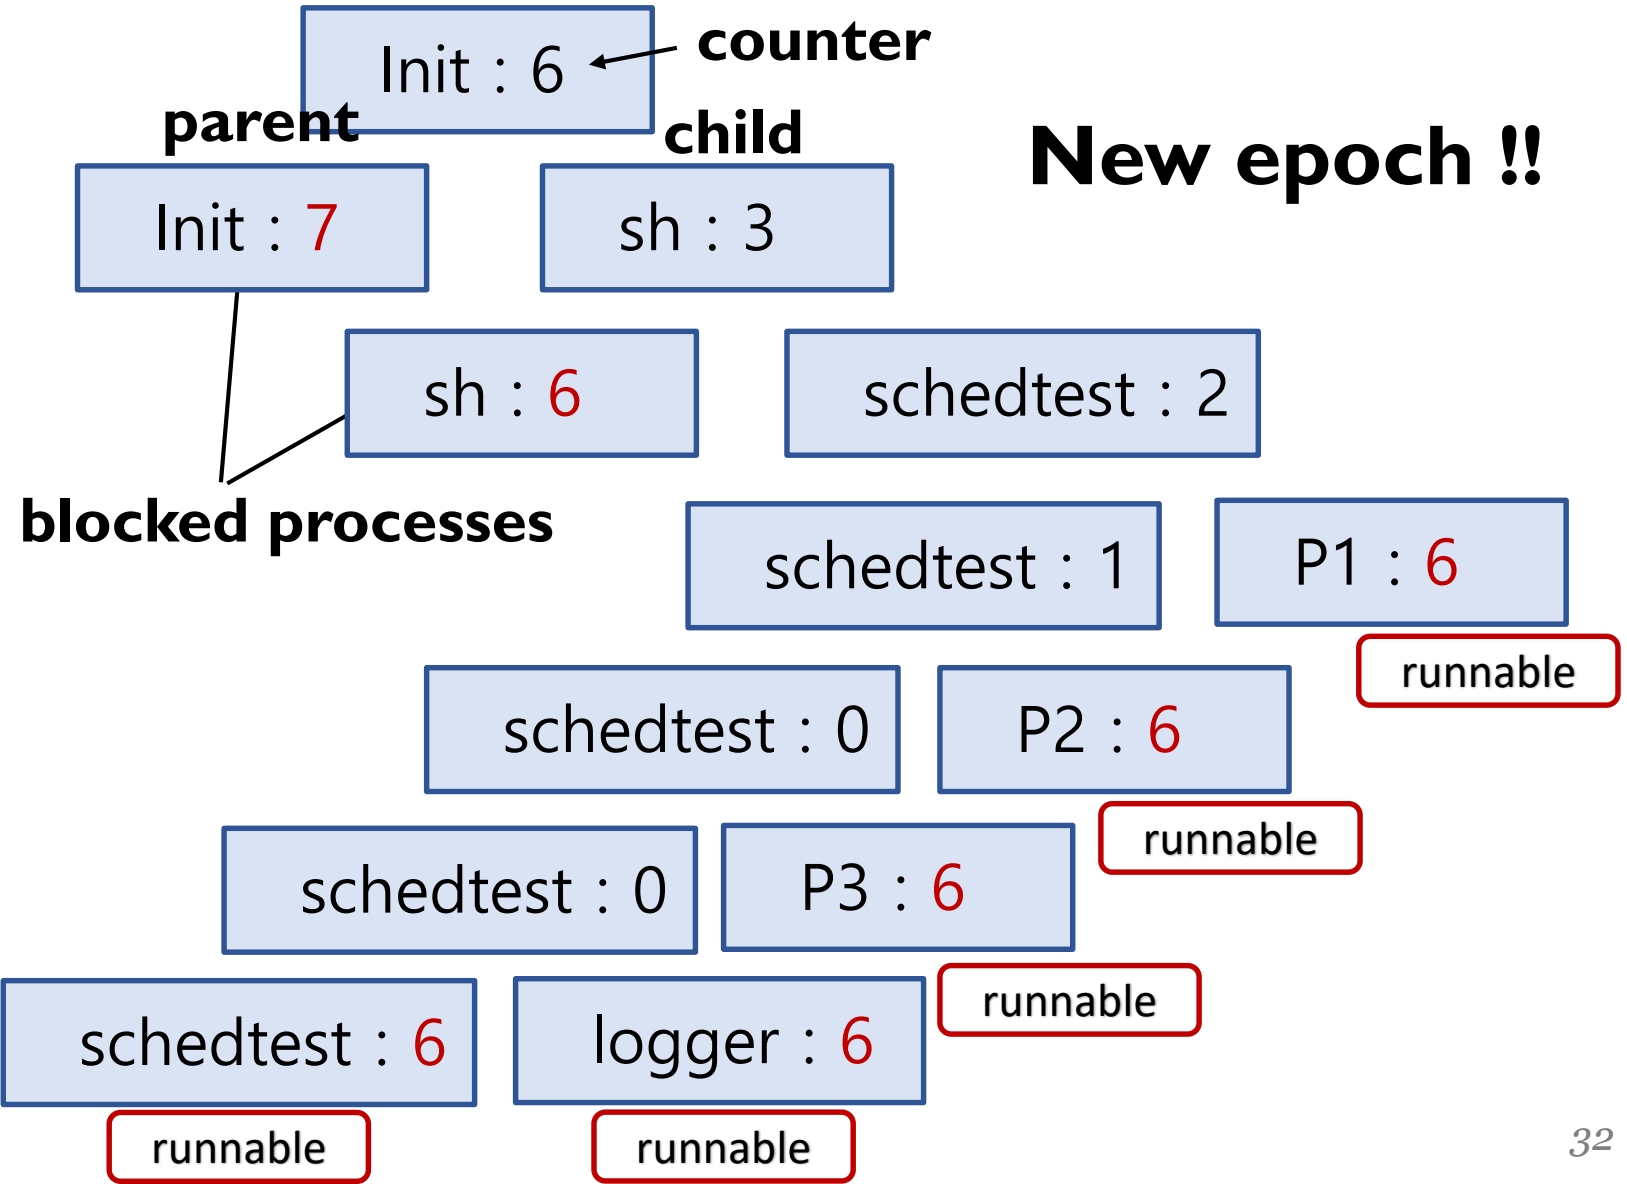 Init : 6
counter
parent
child
New epoch !!
Init : 7
sh : 3
sh : 6
schedtest : 2
blocked processes
schedtest : 1
P1 : 6
runnable
schedtest : 0
P2 : 6
runnable
schedtest : 0
P3 : 6
runnable
schedtest : 6
logger : 6
runnable
runnable
32